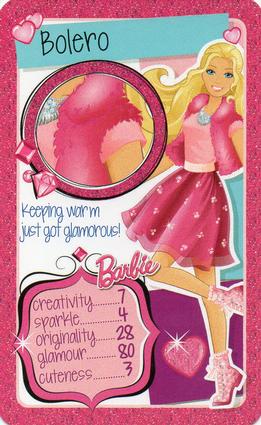 Bolero
Keeping warm
just got glamorous!
Barbie
creativity.......7
sparkle............4
originality.......28
glamour.........80
cuteness.........3